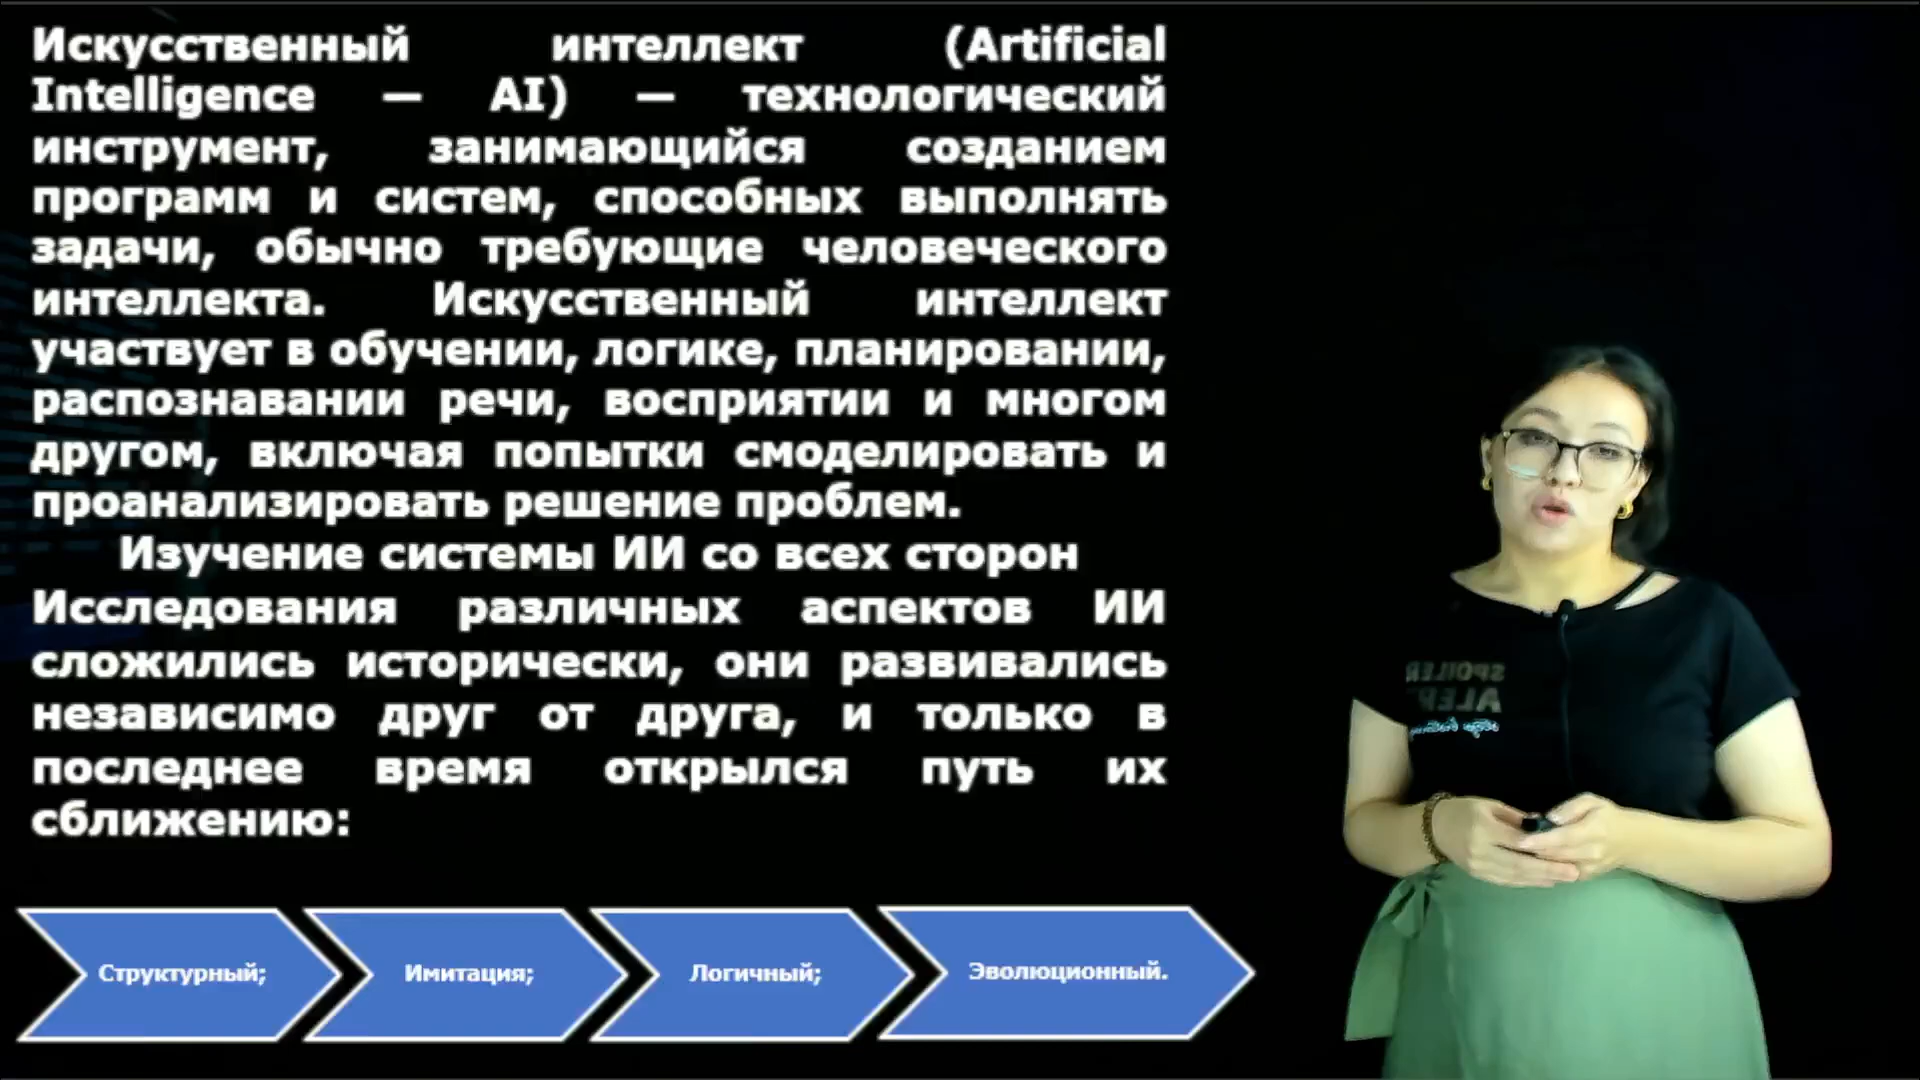 Искусственный интеллект (Artificial
Intelligence — AI) — технологический
инструмент, занимающийся созданием
программ и систем, способных выполнять
задачи, обычно требующие человеческого
интеллекта. Искусственный интеллект
участвует в обучении, логике, планировании,
распознавании речи, восприятии и многом
другом, включая попытки смоделировать и
проанализировать решение проблем.
Изучение системы ИИ со всех сторон
Исследования различных аспектов ИИ
сложились исторически, они развивались
независимо друг от друга, и только в
последнее время открылся путь их
сближению:
Структурный;
Имитация;
Логичный;
Эволюционный.
SPOILER
ALERT